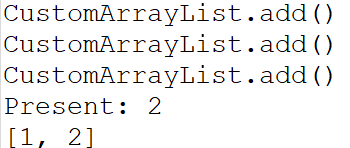 CustomArrayList.add()
CustomArrayList.add()
CustomArrayList.add()
Present: 2
[1, 2]